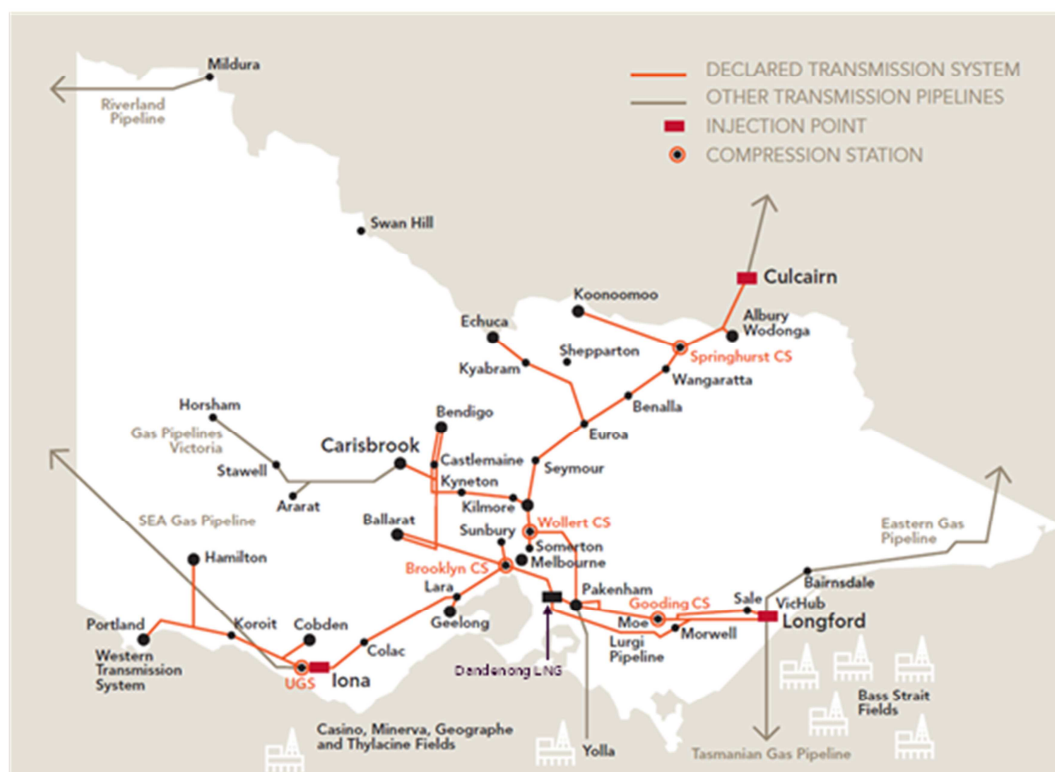 Mildura
Riverland
Pipeline
DECLARED TRANSMISSION SYSTEM
OTHER TRANSMISSION PIPELINES
INJECTION POINT
COMPRESSION STATION
Swan Hill
Culcairn
Koonoomoo
Albury
Wodonga
Echuca
Shepparton
Springhurst CS
Kyabram
Wangaratta
Benalla
Horsham
Bendigo
Gas Pipelines
Victoria
Carisbrook
Euroa
Stawell
Castlemaine
Seymour
Kyneton
Ararat
Kilmore
SEA Gas Pipeline
Ballarat
Sunbury
Wollert CS
Eastern Gas
Pipeline
Hamilton
Somerton
Brooklyn CS
Melbourne
Bairnsdale
Lara
Pakenham
Gooding CS
Sale
VicHub
Portland
Koroit
Cobden
Geelong
Moe
Longford
Western
Transmission
System
Colac
Lurgi
Pipeline
Morwell
UGS
Iona
Dandenong LNG
Bass Strait
Fields
Casino, Minerva, Geographe
and Thylacine Fields
Yolla
Tasmanian Gas Pipeline